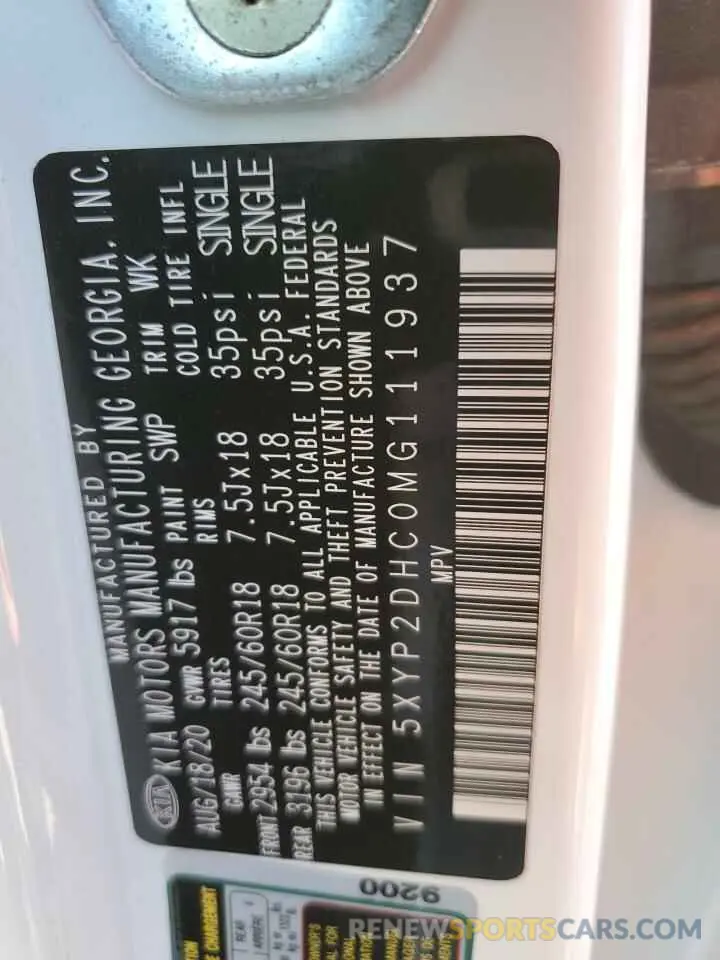 MANUFACTURED BY
KIA KIA MOTORS MANUFACTURING GEORGIA, INC.
AUG/18/20 GVWR 5917 lbs PAINT SWP TRIM WK
GAWR TIRES RIMS COLD TIRE INFL
FRONT 2954 lbs 245/60R18 7.5Jx18 35psi SINGLE
REAR 3196 lbs 245/60R18 7.5Jx18 35psi SINGLE
THIS VEHICLE CONFORMS TO ALL APPLICABLE U.S.A. FEDERAL
MOTOR VEHICLE SAFETY AND THEFT PREVENTION STANDARDS
IN EFFECT ON THE DATE OF MANUFACTURE SHOWN ABOVE
VIN 5XYP2DHC0MG111937
MPV
9200
REAR
RENEWSPORTSCARS.COM